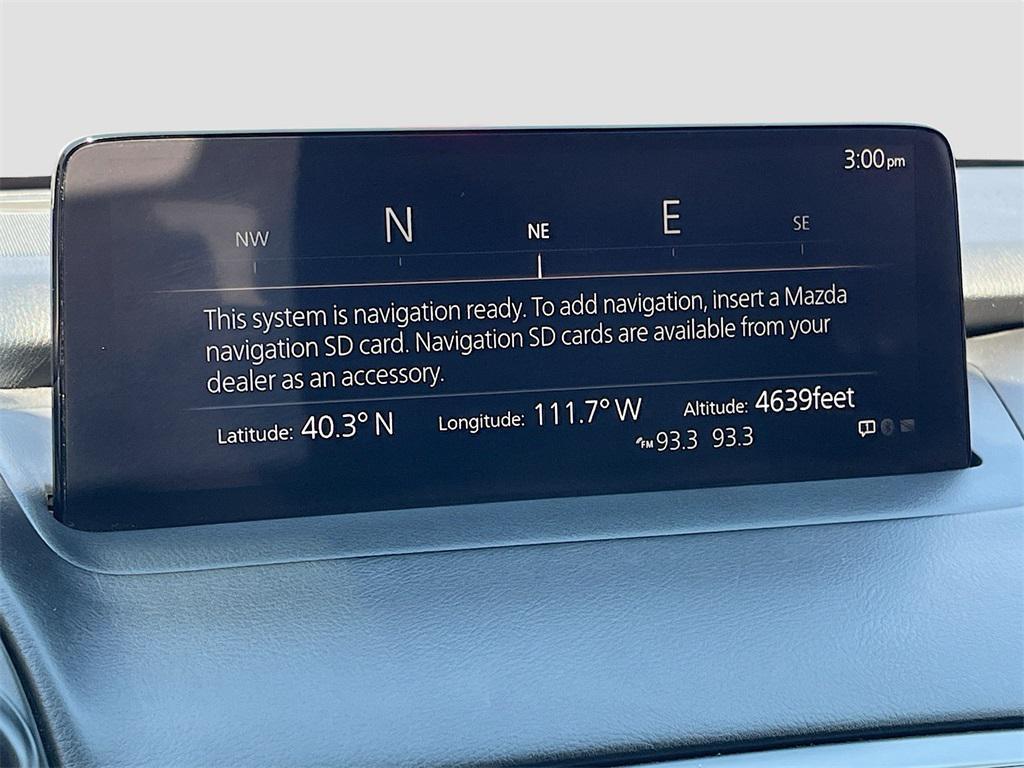 3:00 pm
NW N NE E SE
This system is navigation ready. To add navigation, insert a Mazda
navigation SD card. Navigation SD cards are available from your
dealer as an accessory.
Latitude: 40.3° N Longitude: 111.7° W Altitude: 4639feet
FM 93.3 93.3